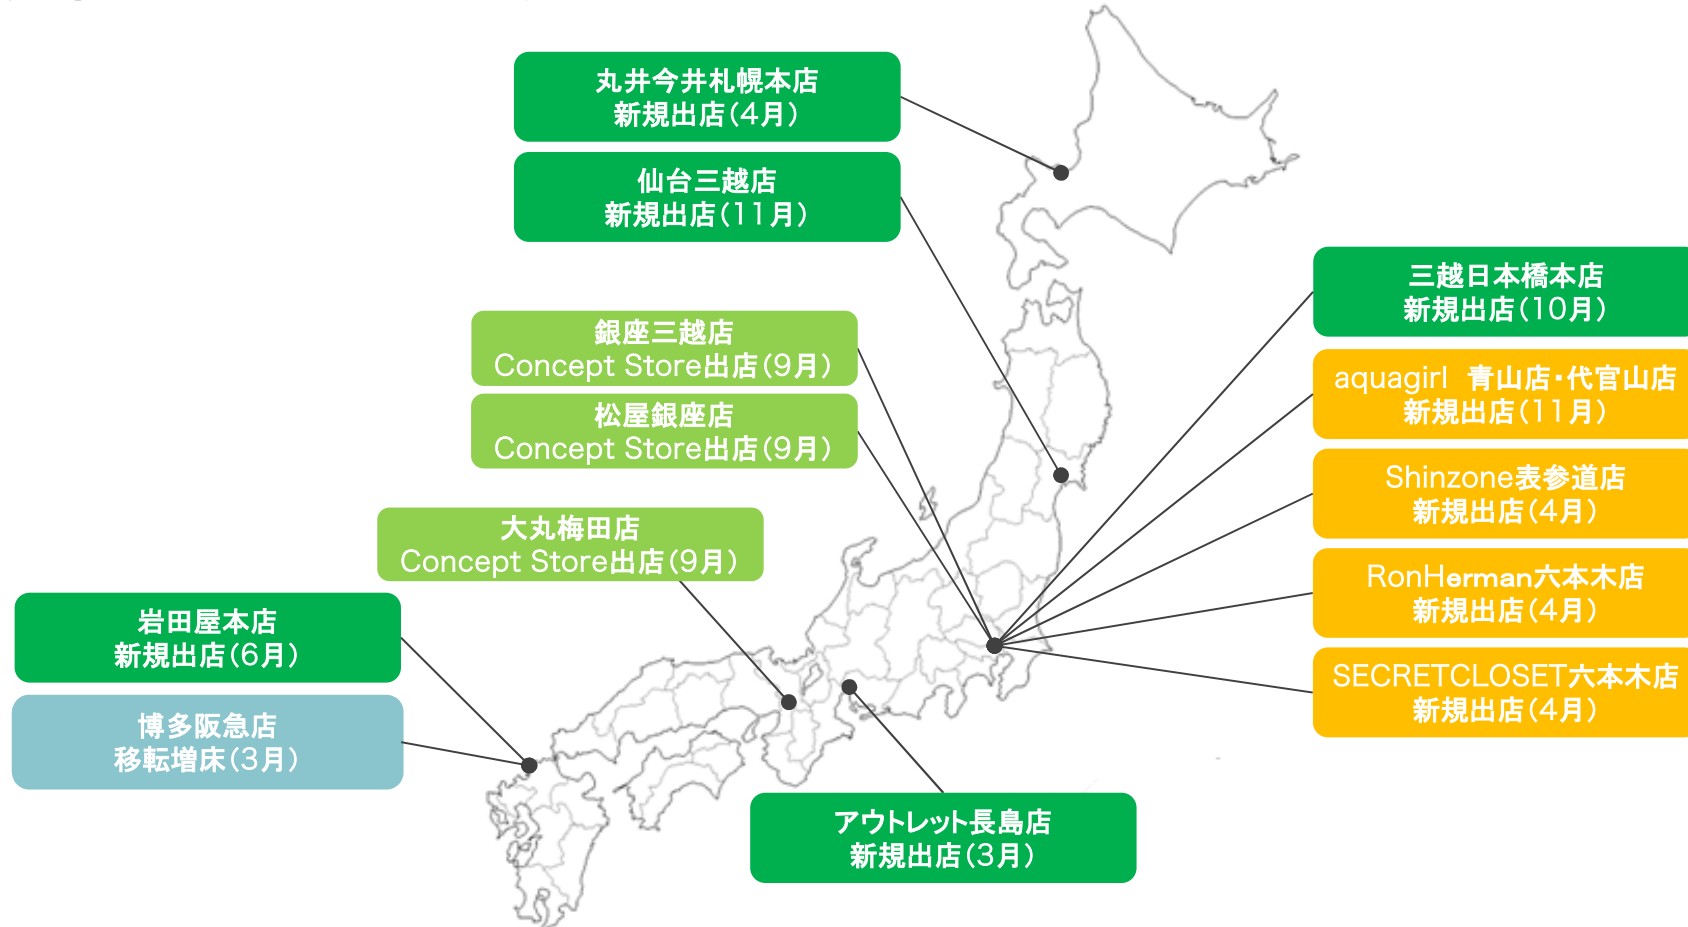 丸井今井札幌本店
新規出店（4月）
仙台三越店
新規出店（11月）
三越日本橋本店
新規出店（10月）
銀座三越店
Concept Store出店（9月）
aquagirl　青山店・代官山店
新規出店（11月）
松屋銀座店
Concept Store出店（9月）
Shinzone表参道店
新規出店（4月）
大丸梅田店
Concept Store出店（9月）
RonHerman六本木店
新規出店（4月）
岩田屋本店
新規出店（6月）
SECRETCLOSET六本木店
新規出店（4月）
博多阪急店
移転増床（3月）
アウトレット長島店
新規出店（3月）